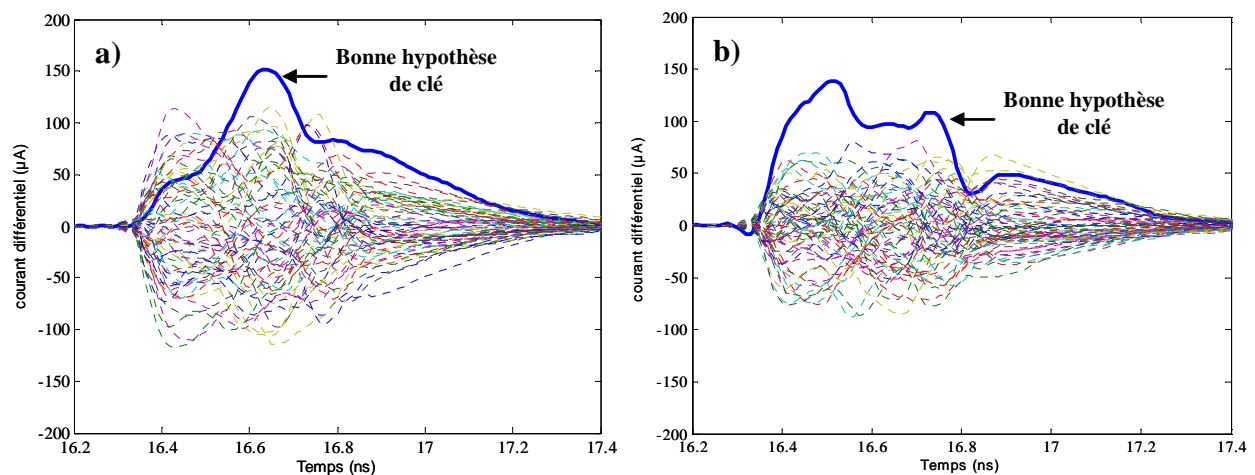 a)
Bonne hypothèse
de clé
courant différentiel (µA)
200
150
100
50
0
-50
-100
-150
-200
16.2 16.4 16.6 16.8 17 17.2 17.4
Temps (ns)
b)
Bonne hypothèse
de clé
courant différentiel (µA)
200
150
100
50
0
-50
-100
-150
-200
16.2 16.4 16.6 16.8 17 17.2 17.4
Temps (ns)